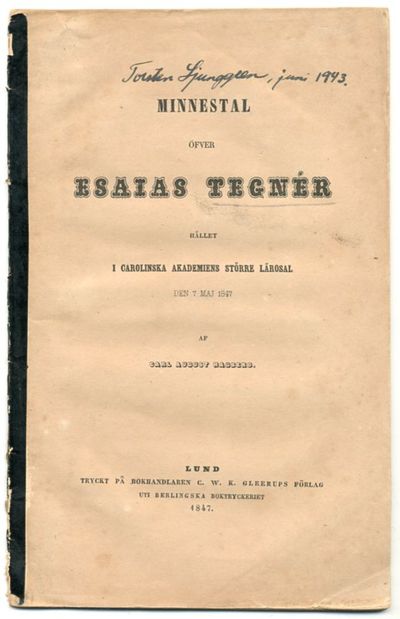 Torsten Ljunggren, juni 1943.
MINNESTAL
ÖFVER
ESAIAS TEGNÉR
HÅLLET
I CAROLINSKA AKADEMIENS STÖRRE LÄROSAL
DEN 7 MAJ 1847
AF
CARL AUGUST HAGBERG.
LUND
TRYCKT PÅ BOKHANDLAREN C. W. K. GLEERUPS FÖRLAG
UTI BERLINGSKA BOKTRYCKERIET
1847.